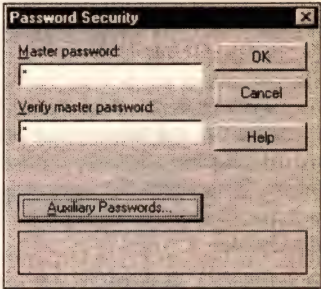 Password Security
Master password:
*
OK
Cancel
Verify master password:
*
Help
Auxiliary Passwords...